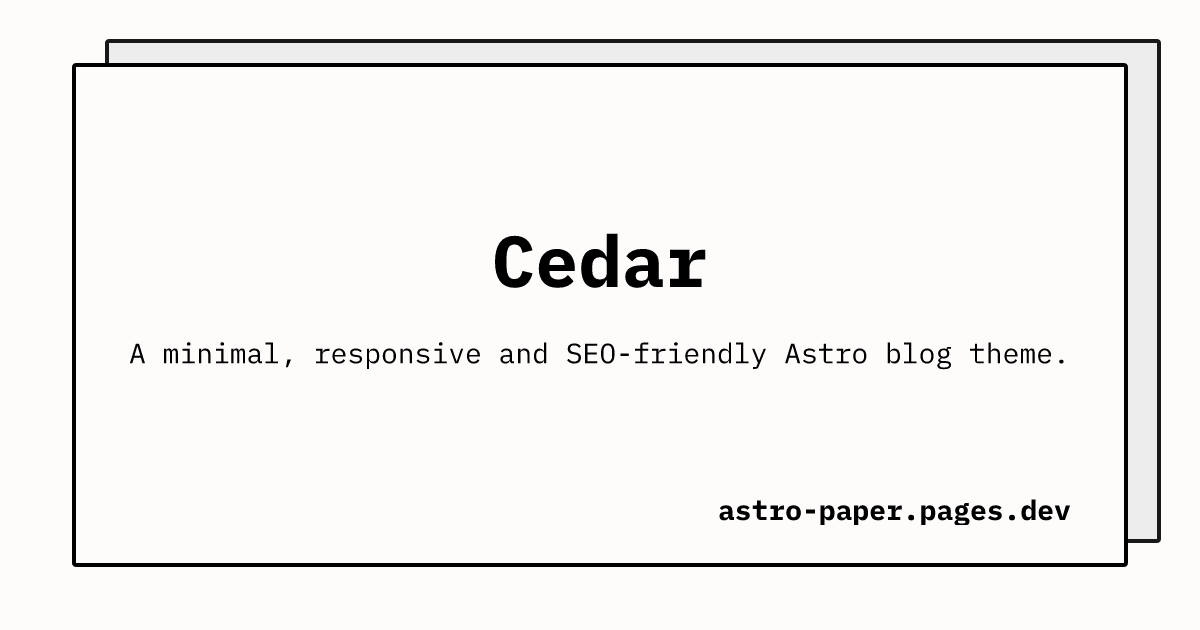 Cedar
A minimal, responsive and SEO-friendly Astro blog theme.
astro-paper.pages.dev